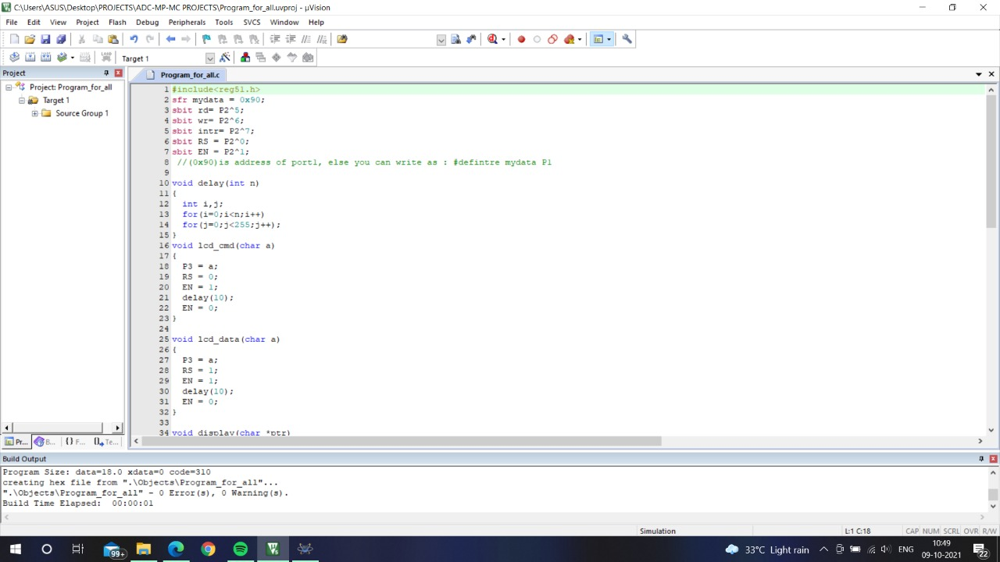 C:\Users\ASUS\Desktop\PROJECTS\ADC-MP-MC PROJECTS\Program_for_all.uvproj - µVision
File Edit View Project Flash Debug Peripherals Tools SVCS Window Help
LOAD
Target 1
Project
Project: Program_for_all
Target 1
Source Group 1
Program_for_all.c
1 #include<reg51.h>
2 sfr mydata = 0x90;
3 sbit rd= P2^5;
4 sbit wr= P2^6;
5 sbit intr= P2^7;
6 sbit RS = P2^0;
7 sbit EN = P2^1;
8 //(0x90)is address of port1, else you can write as : #defintre mydata P1
9
10 void delay(int n)
11 {
12 int i,j;
13 for(i=0;i<n;i++)
14 for(j=0;j<255;j++);
15 }
16 void lcd_cmd(char a)
17 {
18 P3 = a;
19 RS = 0;
20 EN = 1;
21 delay(10);
22 EN = 0;
23 }
24
25 void lcd_data(char a)
26 {
27 P3 = a;
28 RS = 1;
29 EN = 1;
30 delay(10);
31 EN = 0;
32 }
33
34 void display(char *ptr)
Pr... B... {} F... Te...
Build Output
Program Size: data=18.0 xdata=0 code=310
creating hex file from ".\Objects\Program_for_all"...
".\Objects\Program_for_all" - 0 Error(s), 0 Warning(s).
Build Time Elapsed: 00:00:01
Simulation L:1 C:18 CAP NUM SCRL OVR R/W
99+ 33°C Light rain ENG 10:49
09-10-2021 22